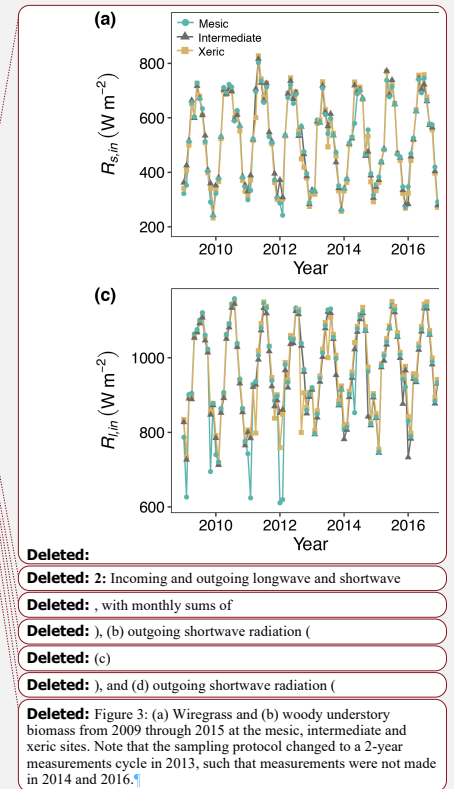 (a)
Mesic
Intermediate
Xeric
800
600
400
200
Rs,in (W m−2)
2010
2012
2014
2016
Year
(c)
1000
800
600
Rl,in (W m−2)
2010
2012
2014
2016
Year
Deleted:
Deleted: 2: Incoming and outgoing longwave and shortwave
Deleted: , with monthly sums of
Deleted: ), (b) outgoing shortwave radiation (
Deleted: (c)
Deleted: ), and (d) outgoing shortwave radiation (
Deleted: Figure 3: (a) Wiregrass and (b) woody understory
biomass from 2009 through 2015 at the mesic, intermediate and
xeric sites. Note that the sampling protocol changed to a 2-year
measurements cycle in 2013, such that measurements were not made
in 2014 and 2016.¶